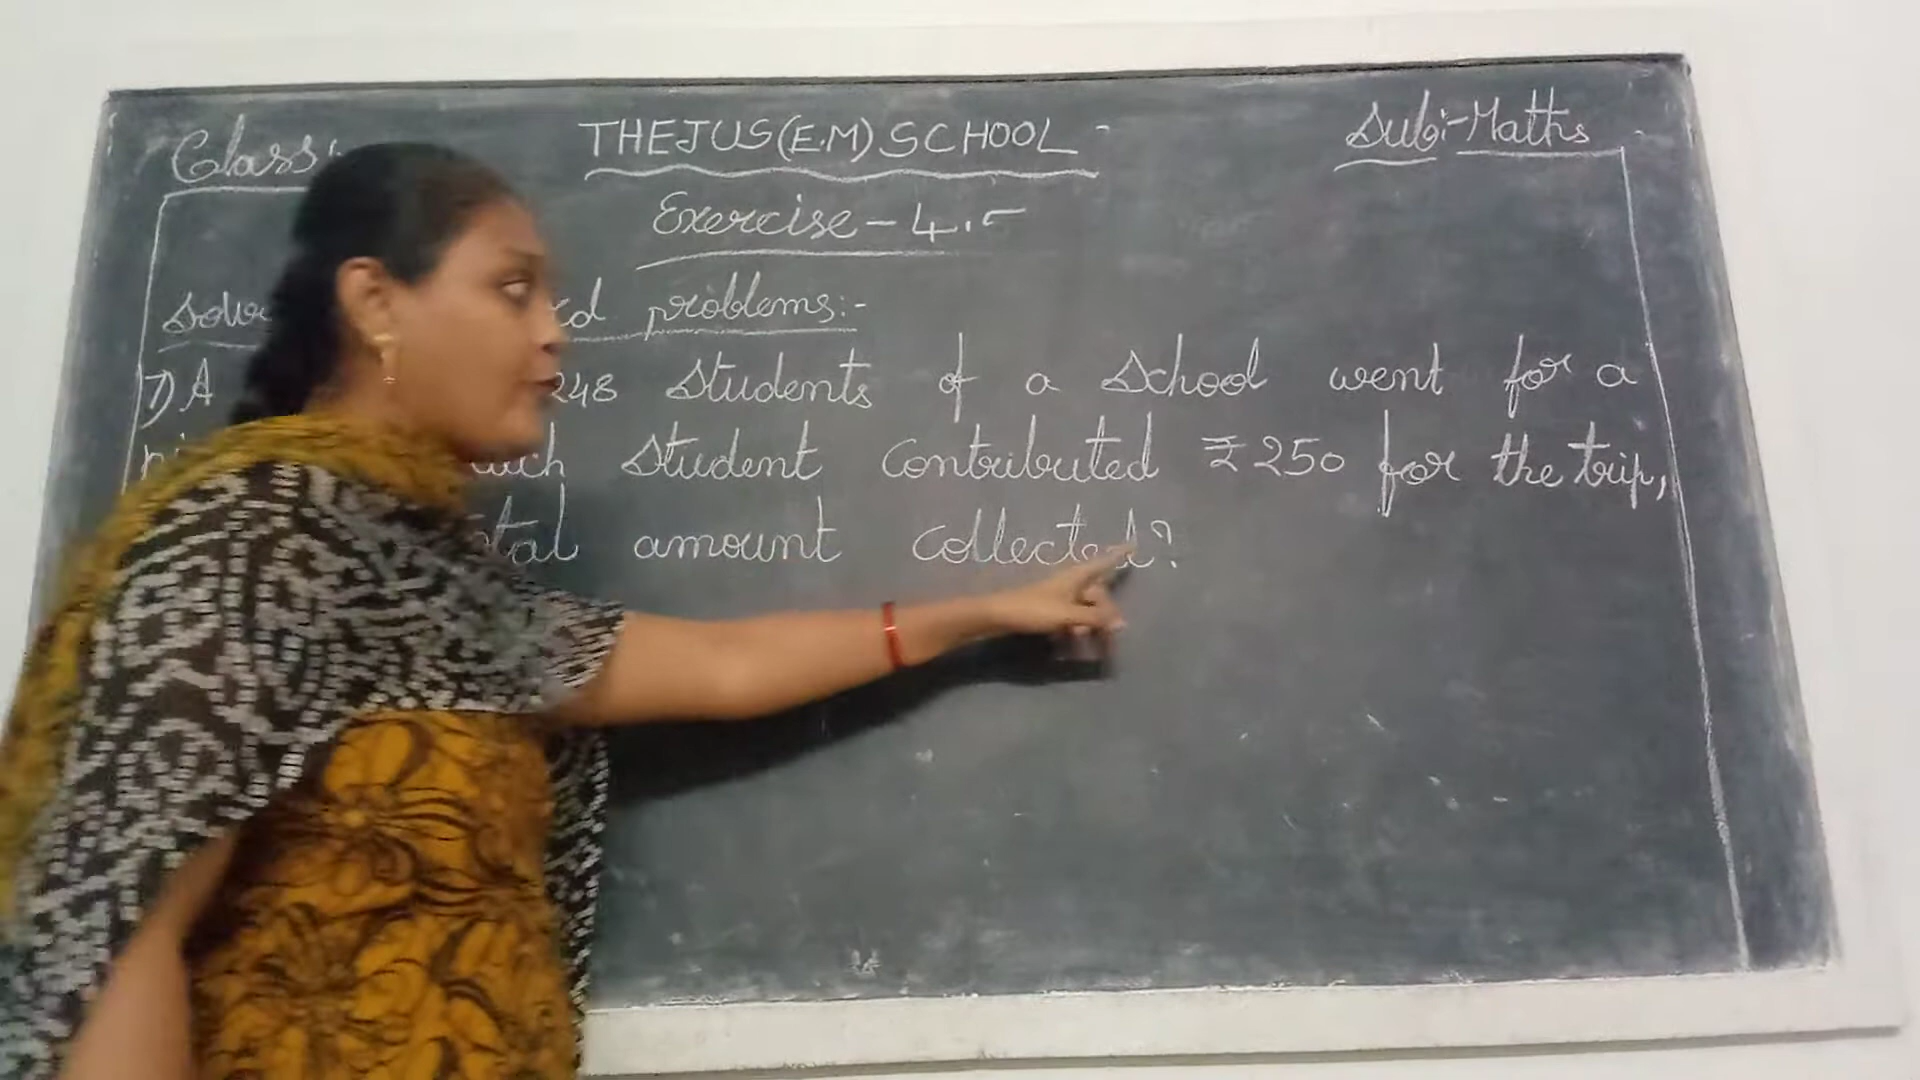 Class:
THEJUS (E.M) SCHOOL
Sub:- Maths
Exercise - 4.5
problems:-
1) A 248 Students of a School went for a
Student Contributed ₹250 for the trip,
amount collected?